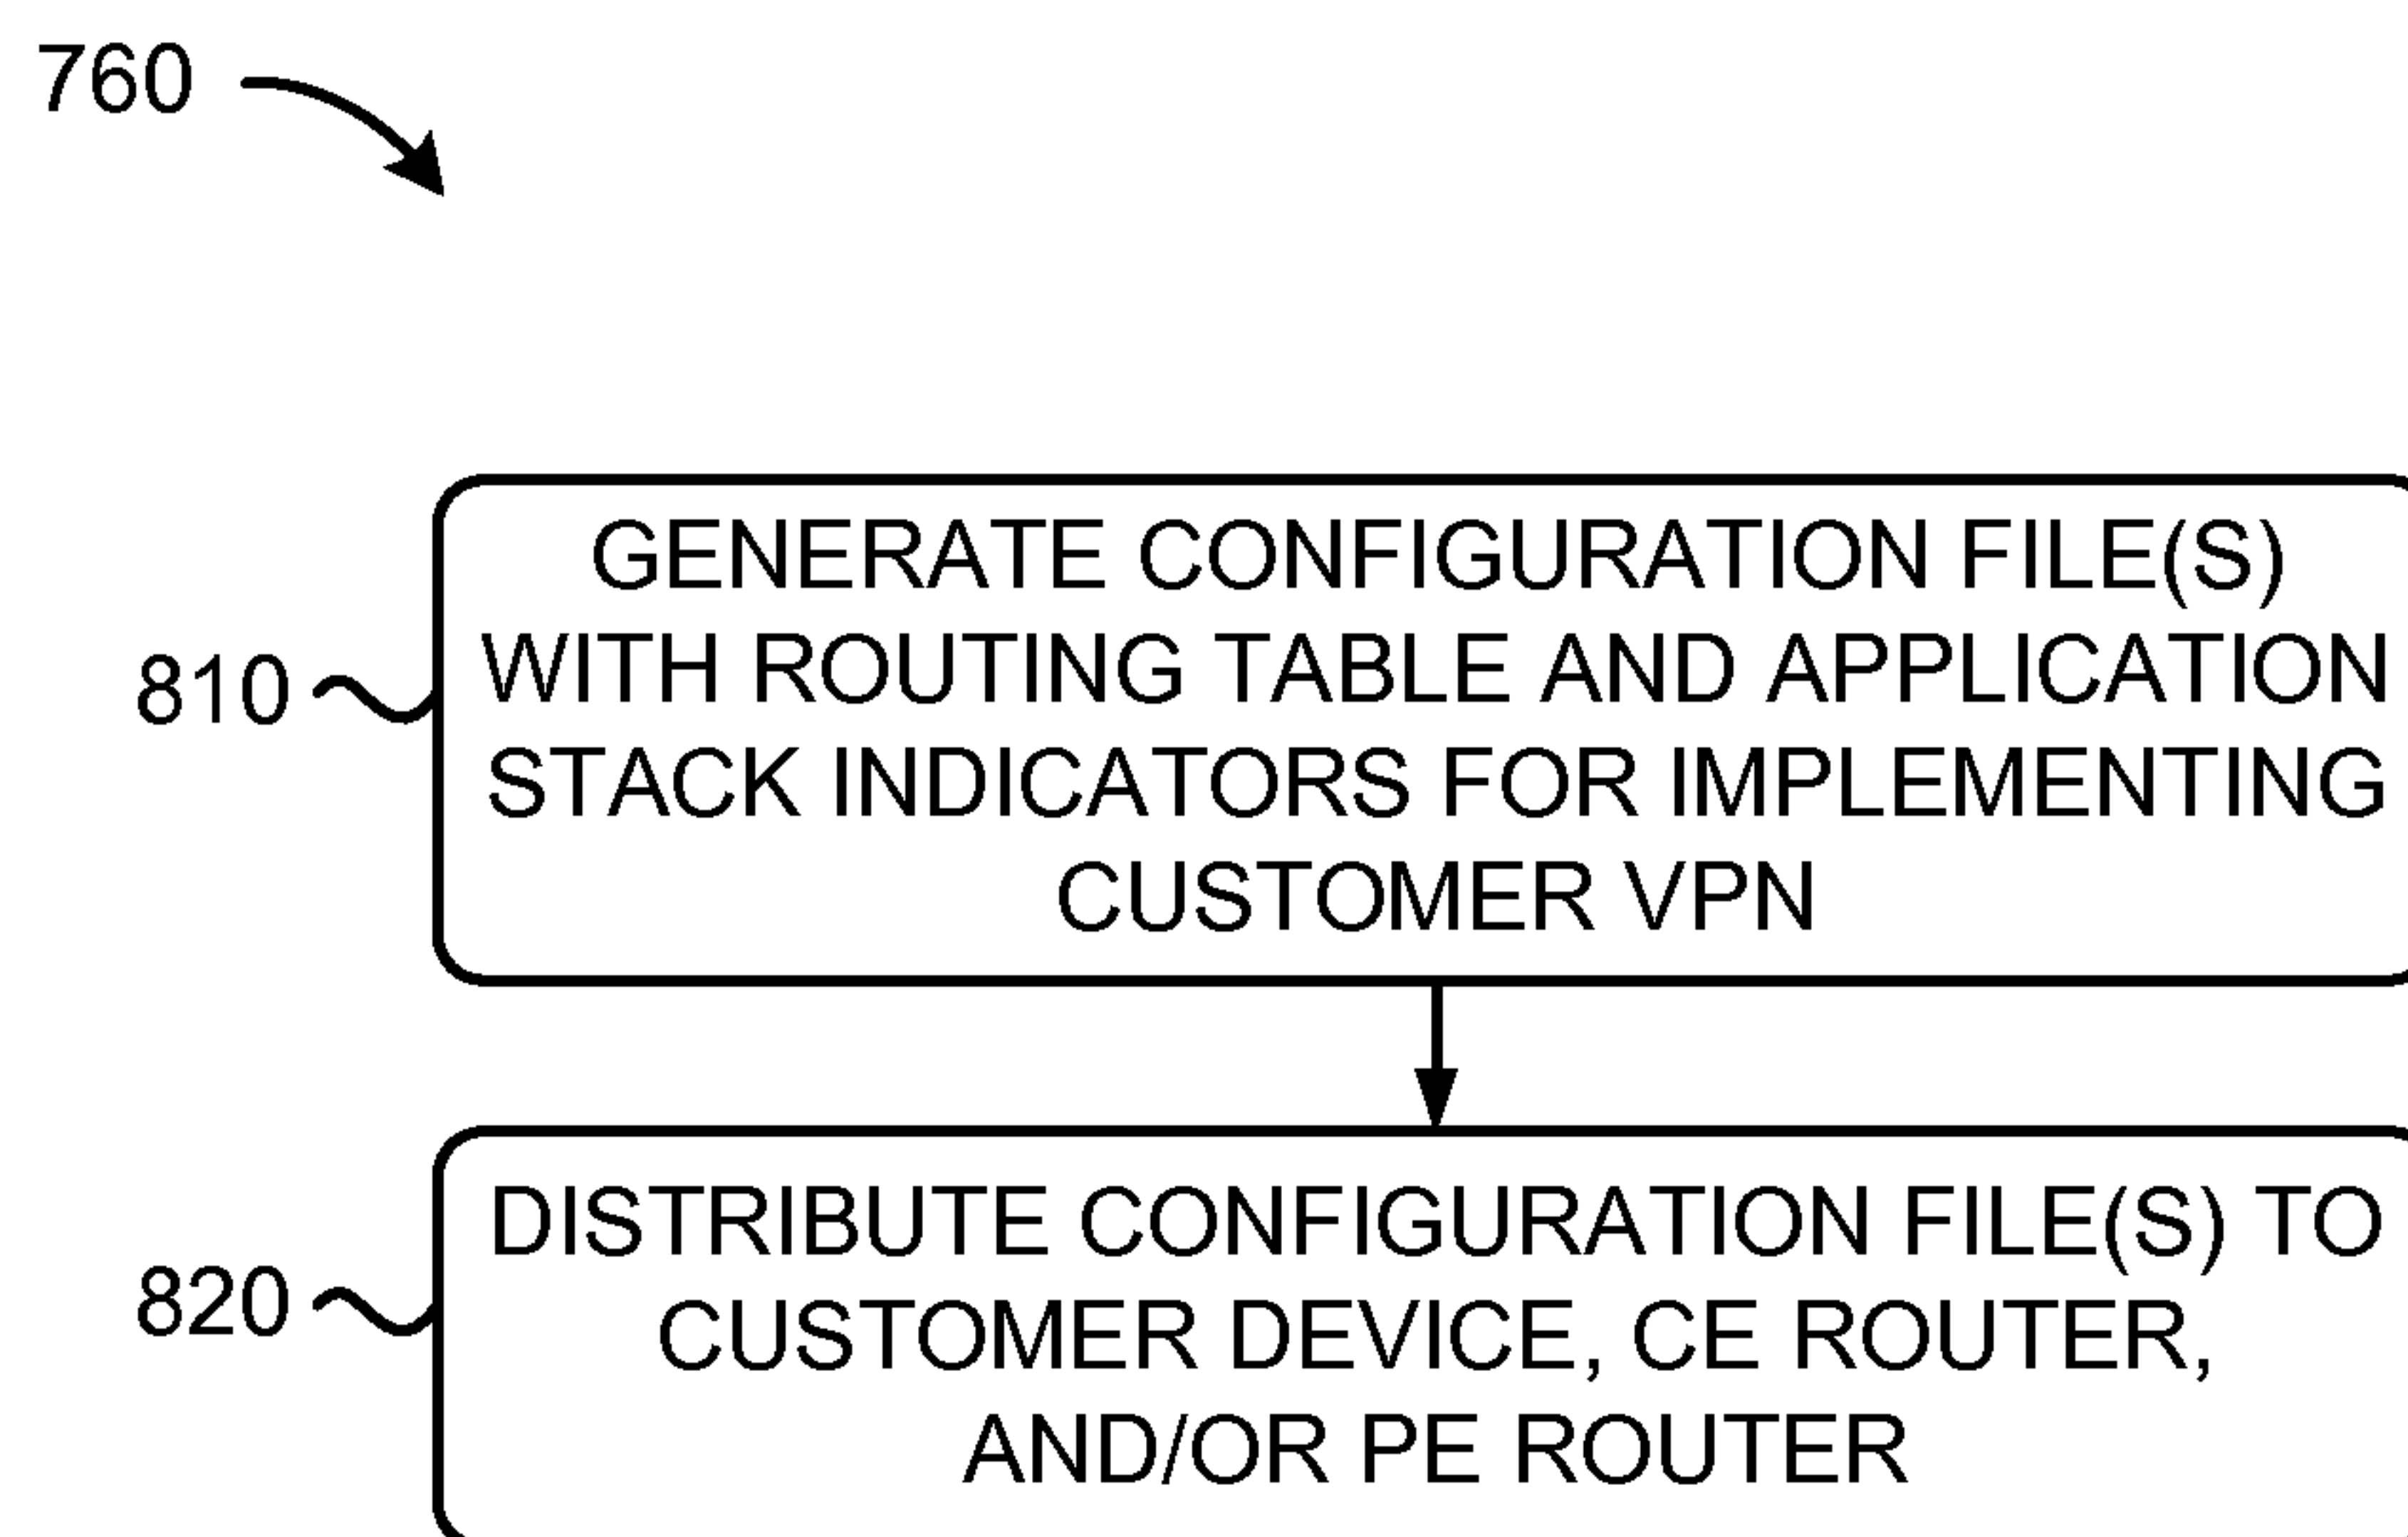 760
GENERATE CONFIGURATION FILE(S)
WITH ROUTING TABLE AND APPLICATION
810
STACK INDICATORS FOR IMPLEMENTING
CUSTOMER VPN
DISTRIBUTE CONFIGURATION FILE(S) TO
820
CUSTOMER DEVICE, CE ROUTER,
AND/OR PE ROUTER